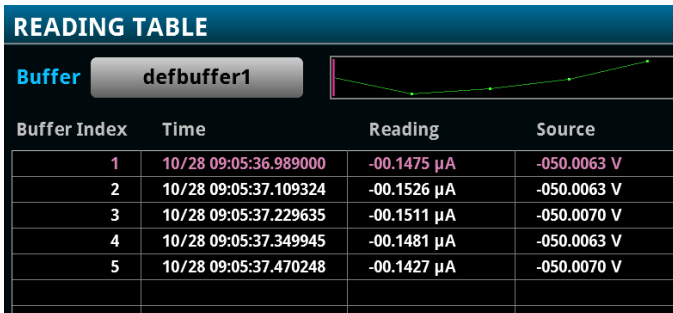 READING TABLE
Buffer defbuffer1
Buffer Index Time Reading Source
1 10/28 09:05:36.989000 -00.1475 µA -050.0063 V
2 10/28 09:05:37.109324 -00.1526 µA -050.0063 V
3 10/28 09:05:37.229635 -00.1511 µA -050.0070 V
4 10/28 09:05:37.349945 -00.1481 µA -050.0063 V
5 10/28 09:05:37.470248 -00.1427 µA -050.0070 V